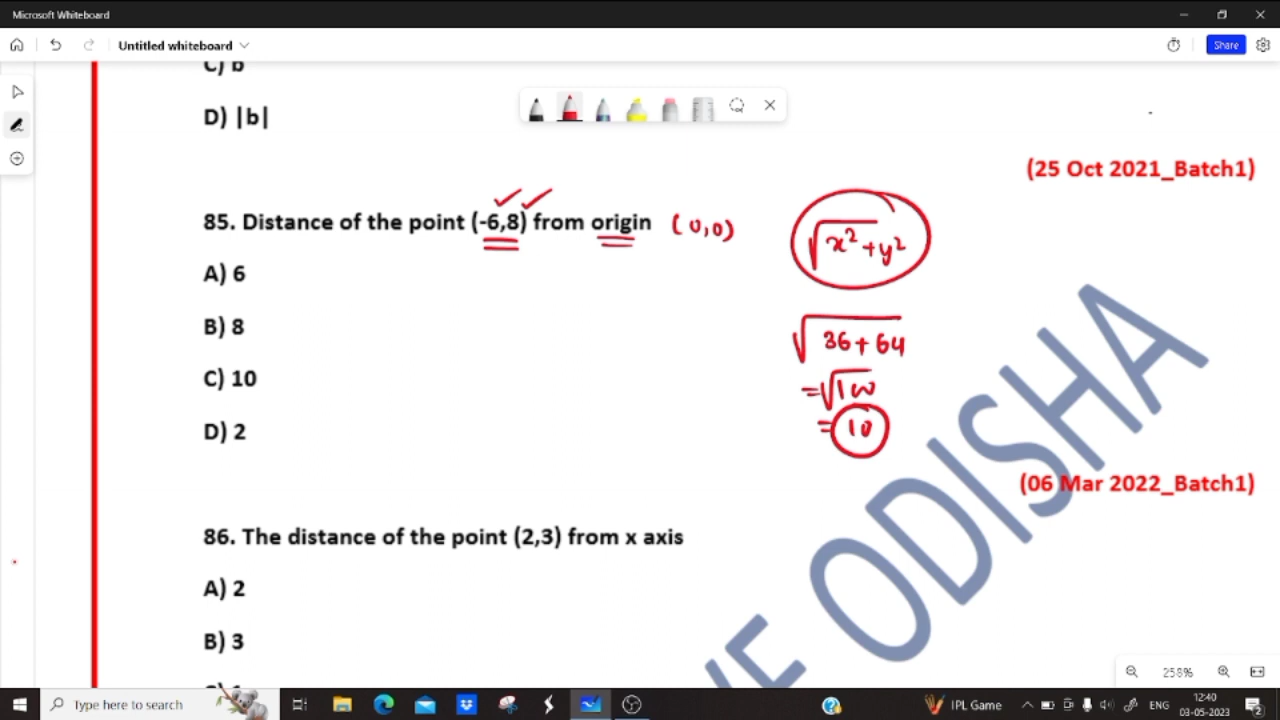 Microsoft Whiteboard
Untitled whiteboard
Share
C) b
D) |b|
(25 Oct 2021_Batch1)
85. Distance of the point (-6,8) from origin (0,0)
√x²+y²
A) 6
B) 8
√36+64
C) 10
=√100
D) 2
=10
(06 Mar 2022_Batch1)
86. The distance of the point (2,3) from x axis
A) 2
B) 3
VE ODISHA
258%
Type here to search
IPL Game
ENG
12:40
03-05-2023
2